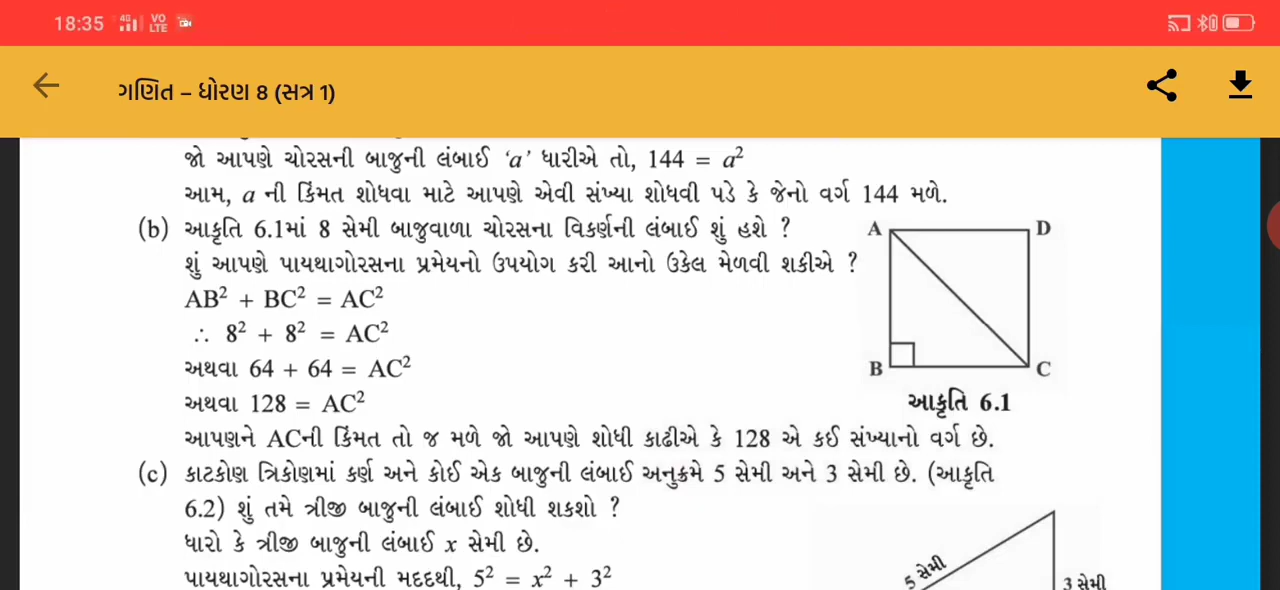 18:35 4G VO LTE
ગણિત – ધોરણ 8 (સત્ર 1)
જો આપણે ચોરસની બાજુની લંબાઈ ‘a’ ધારીએ તો, 144 = a²
આમ, a ની કિંમત શોધવા માટે આપણે એવી સંખ્યા શોધવી પડે કે જેનો વર્ગ 144 મળે.
(b) આકૃતિ 6.1માં 8 સેમી બાજુવાળા ચોરસના વિકર્ણની લંબાઈ શું હશે ?
શું આપણે પાયથાગોરસના પ્રમેયનો ઉપયોગ કરી આનો ઉકેલ મેળવી શકીએ ?
AB² + BC² = AC²
∴ 8² + 8² = AC²
અથવા 64 + 64 = AC²
અથવા 128 = AC²
A D
B C
આકૃતિ 6.1
આપણને ACની કિંમત તો જ મળે જો આપણે શોધી કાઢીએ કે 128 એ કઈ સંખ્યાનો વર્ગ છે.
(c) કાટકોણ ત્રિકોણમાં કર્ણ અને કોઈ એક બાજુની લંબાઈ અનુક્રમે 5 સેમી અને 3 સેમી છે. (આકૃતિ
6.2) શું તમે ત્રીજી બાજુની લંબાઈ શોધી શકશો ?
ધારો કે ત્રીજી બાજુની લંબાઈ x સેમી છે.
પાયથાગોરસના પ્રમેયની મદદથી, 5² = x² + 3²
5 સેમી
3 સેમી